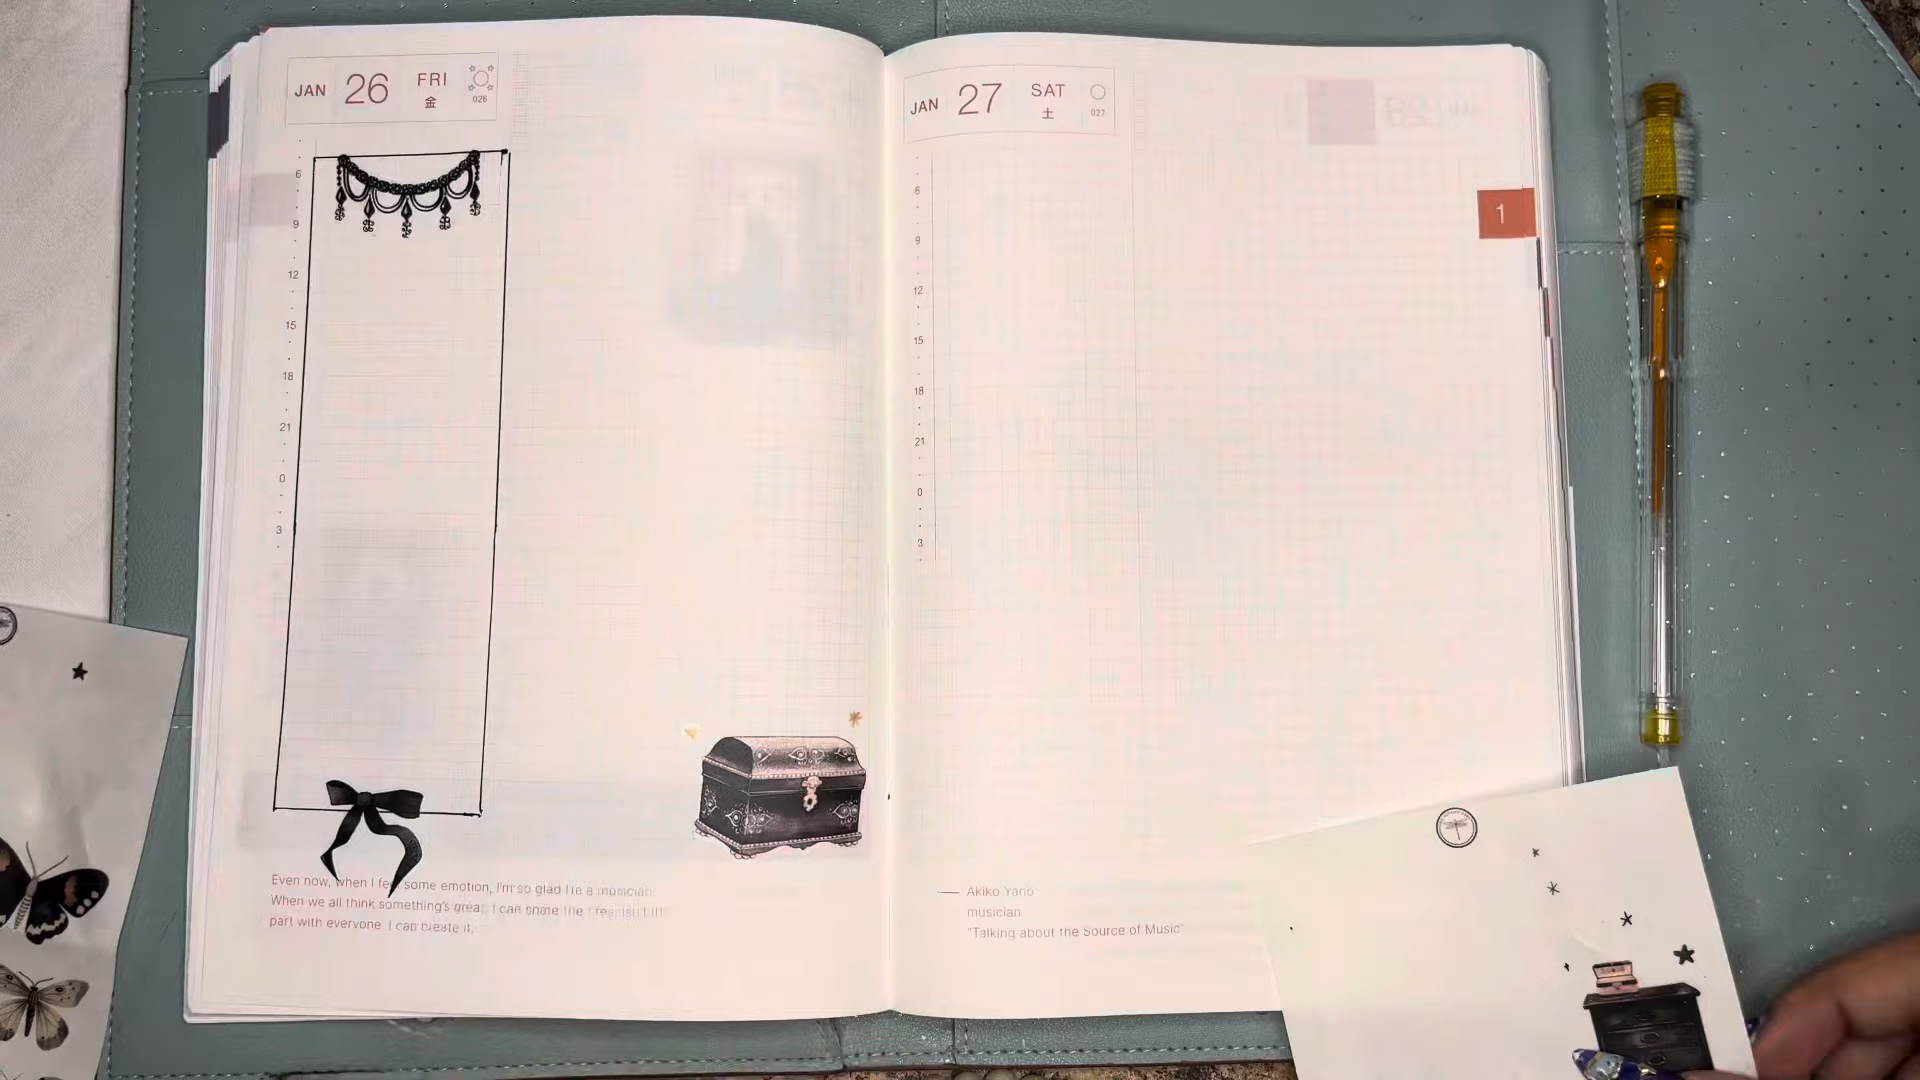 JAN 26 FRI
金 026
6
9
12
15
18
21
0
3
Even now, when I feel some emotion, I'm so glad I'm a musician.
When we all think something's great, I can share the
part with everyone. I can create it.
JAN 27 SAT
土 027
6
9
12
15
18
21
0
3
1
Akiko Yano
musician
"Talking about the Source of Music"